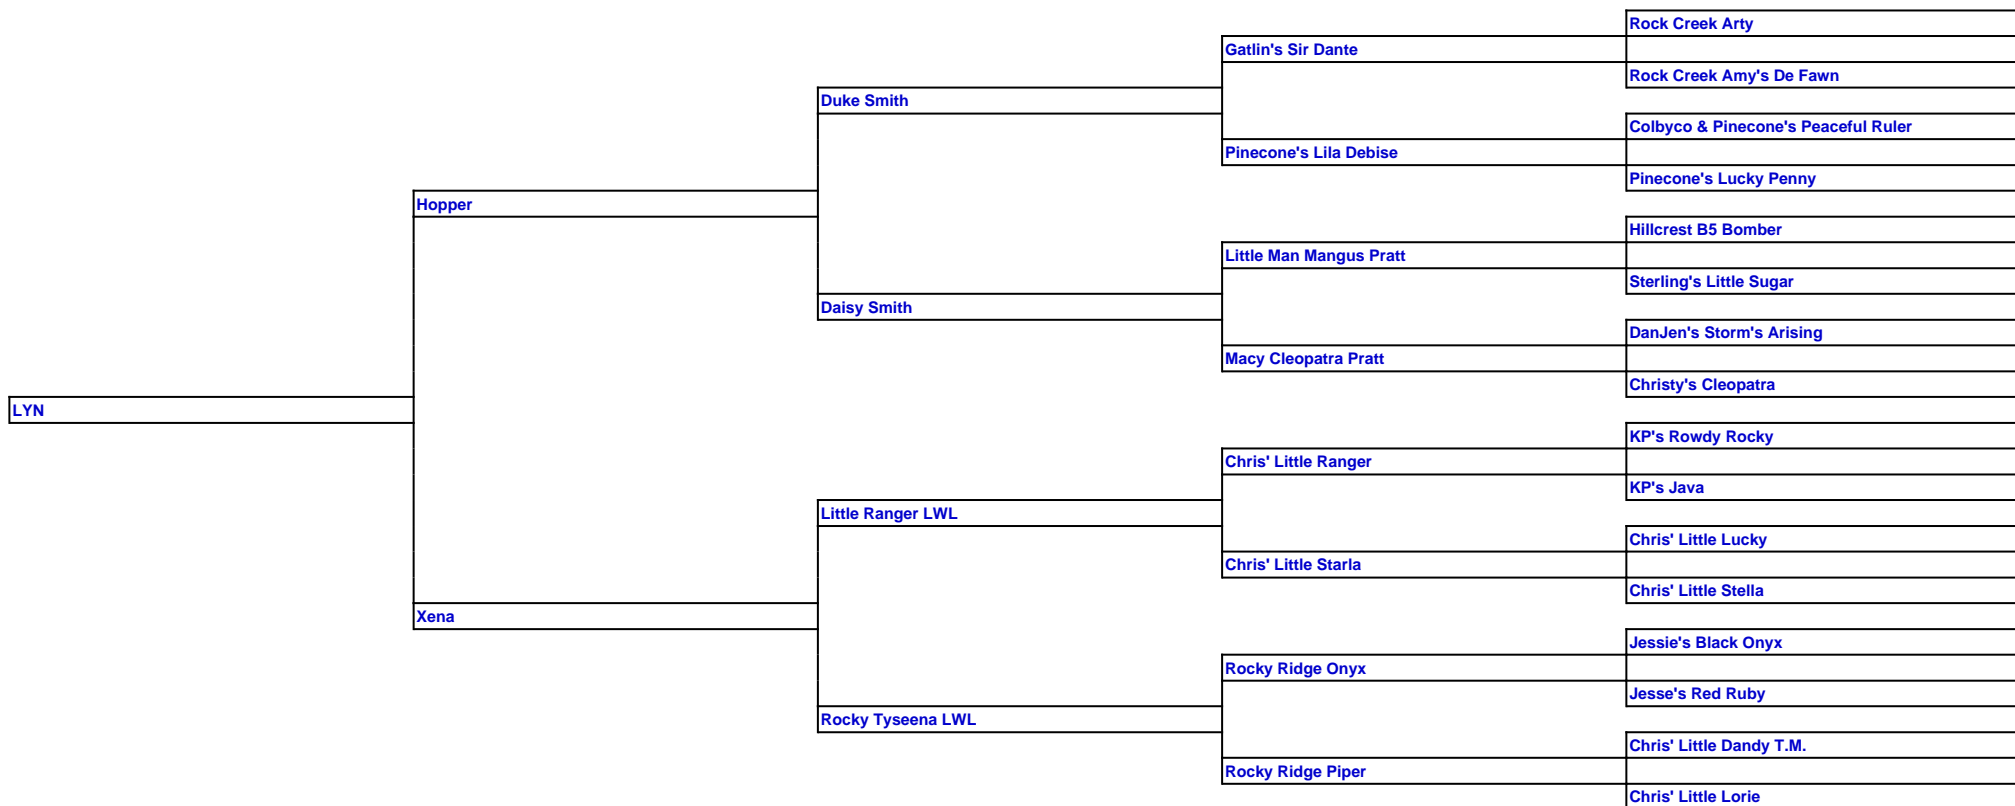 Rock Creek Arty
Gatlin's Sir Dante
Rock Creek Amy's De Fawn
Duke Smith
Colbyco & Pinecone's Peaceful Ruler
Pinecone's Lila Debise
Pinecone's Lucky Penny
Hopper
Hillcrest B5 Bomber
Little Man Mangus Pratt
Sterling's Little Sugar
Daisy Smith
DanJen's Storm's Arising
Macy Cleopatra Pratt
Christy's Cleopatra
LYN
KP's Rowdy Rocky
Chris' Little Ranger
KP's Java
Little Ranger LWL
Chris' Little Lucky
Chris' Little Starla
Chris' Little Stella
Xena
Jessie's Black Onyx
Rocky Ridge Onyx
Jesse's Red Ruby
Rocky Tyseena LWL
Chris' Little Dandy T.M.
Rocky Ridge Piper
Chris' Little Lorie